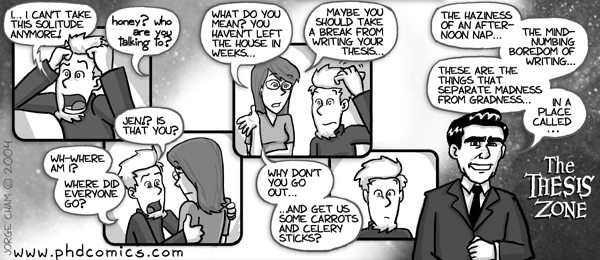 I... I CAN'T TAKE
THIS SOLITUDE
ANYMORE!
honey? who
are you
talking to?
JEN!? IS
THAT YOU?
WH-WHERE
AM I?
WHERE DID
EVERYONE
GO?
WHAT DO YOU
MEAN? YOU
HAVEN'T LEFT
THE HOUSE IN
WEEKS...
MAYBE YOU
SHOULD TAKE
A BREAK FROM
WRITING YOUR
THESIS...
WHY DON'T
YOU GO
OUT...
...AND GET US
SOME CARROTS
AND CELERY
STICKS?
THE HAZINESS
OF AN AFTER-
NOON NAP...
THE MIND-
NUMBING
BOREDOM OF
WRITING...
THESE ARE THE
THINGS THAT
SEPARATE MADNESS
FROM GRADNESS...
IN A
PLACE
CALLED
...
The
THESIS
ZONE
JORGE CHAM © 2004
www.phdcomics.com